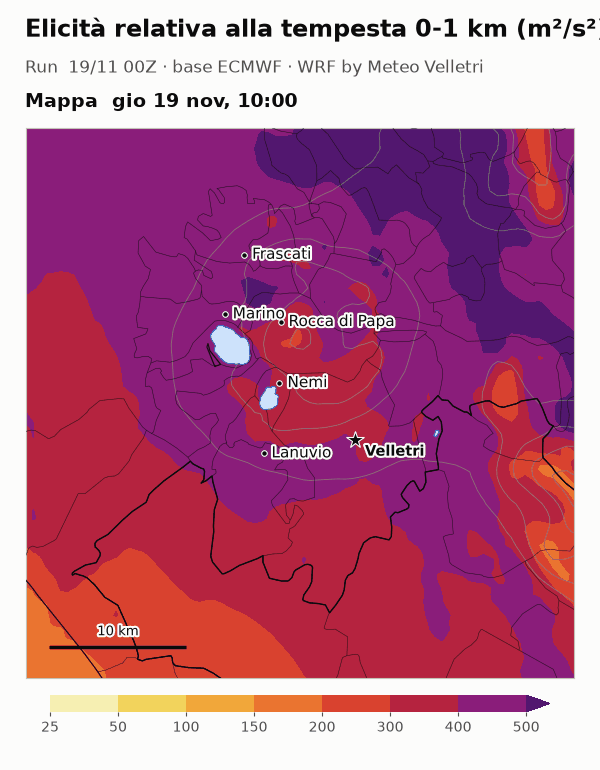 Elicità relativa alla tempesta 0-1 km (m²/s²)
Run 19/11 00Z · base ECMWF · WRF by Meteo Velletri
Mappa gio 19 nov, 10:00
Frascati
Marino
Rocca di Papa
Nemi
Velletri
Lanuvio
10 km
25 50 100 150 200 300 400 500